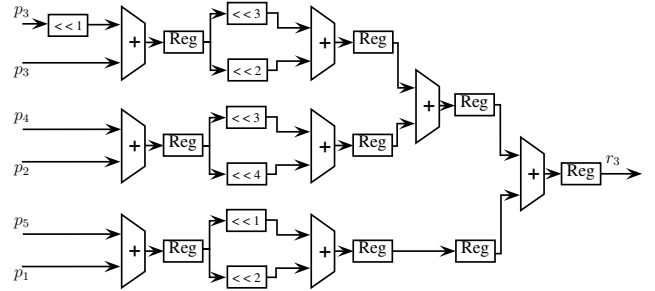 p₃
<<1
p₃
+
Reg
<<3
<<2
+
Reg
+
Reg
p₄
p₂
+
Reg
<<3
<<4
+
Reg
+
Reg
r₃
p₅
p₁
+
Reg
<<1
<<2
+
Reg
Reg